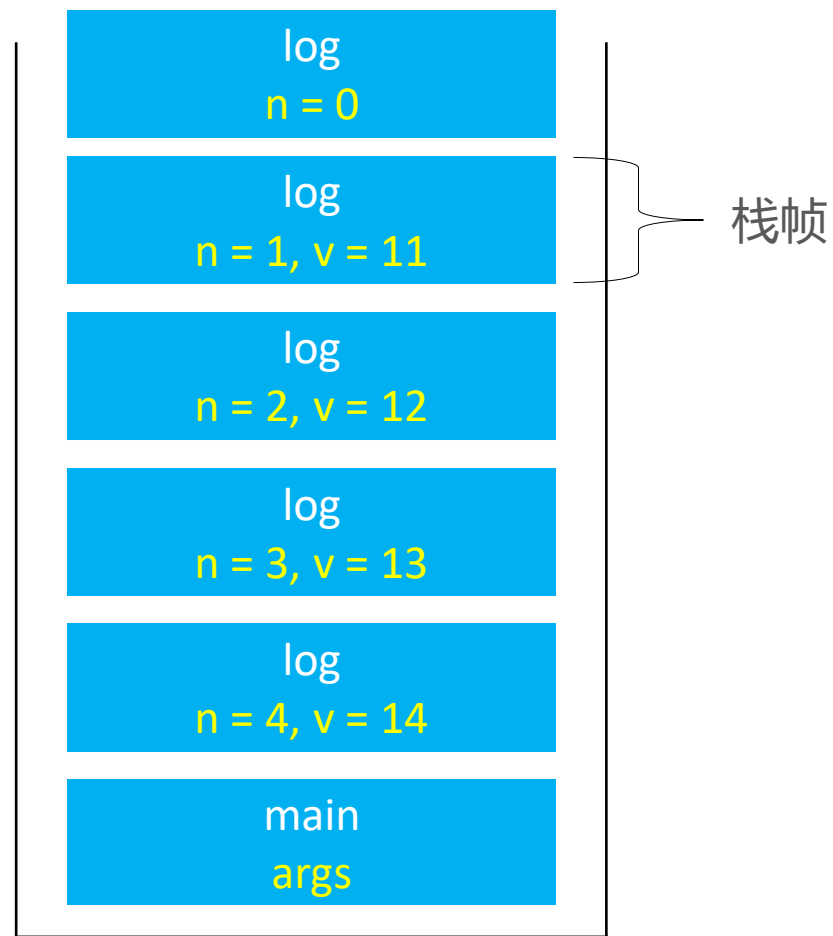 log
n = 0
log
n = 1, v = 11
栈帧
log
n = 2, v = 12
log
n = 3, v = 13
log
n = 4, v = 14
main
args